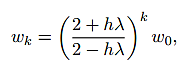 $w_k = \left( \frac{2 + h\lambda}{2 - h\lambda} \right)^k w_0,$